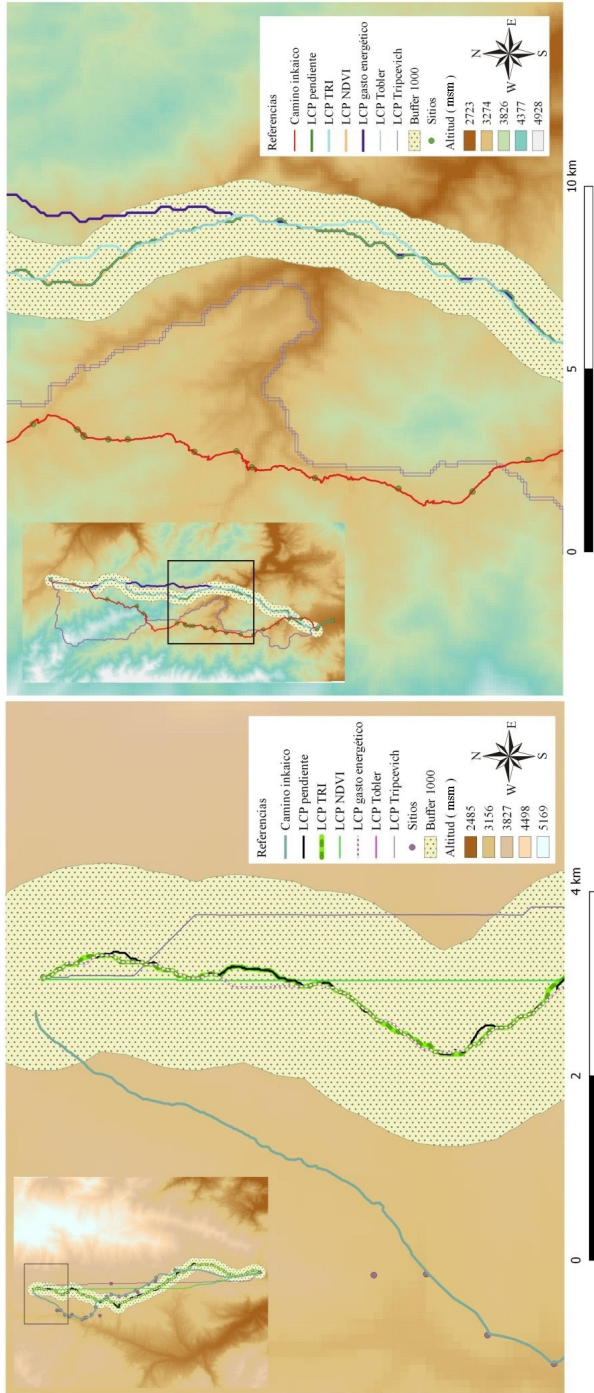 Referencias
Camino inkaico
LCP pendiente
LCP TRI
LCP NDVI
LCP gasto energético
LCP Tobler
LCP Tripcevich
Buffer 1000
Sitios
Altitud ( msm )
2723
3274
3826
4377
4928
N
E
S
W
0
5
10 km
Referencias
Camino inkaico
LCP pendiente
LCP TRI
LCP NDVI
LCP gasto energético
LCP Tobler
LCP Tripcevich
Sitios
Buffer 1000
Altitud ( msm )
2485
3156
3827
4498
5169
N
E
S
W
0
2
4 km